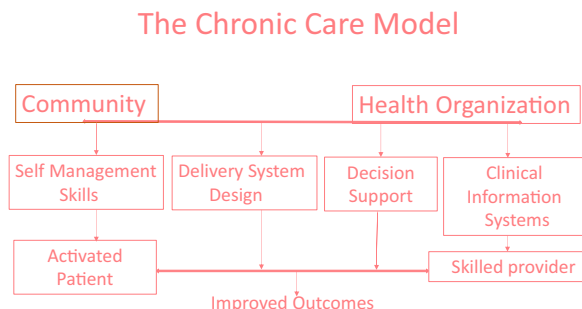 The Chronic Care Model
Community
Health Organization
Self Management
Skills
Delivery System
Design
Decision
Support
Clinical
Information
Systems
Activated
Patient
Skilled provider
Improved Outcomes